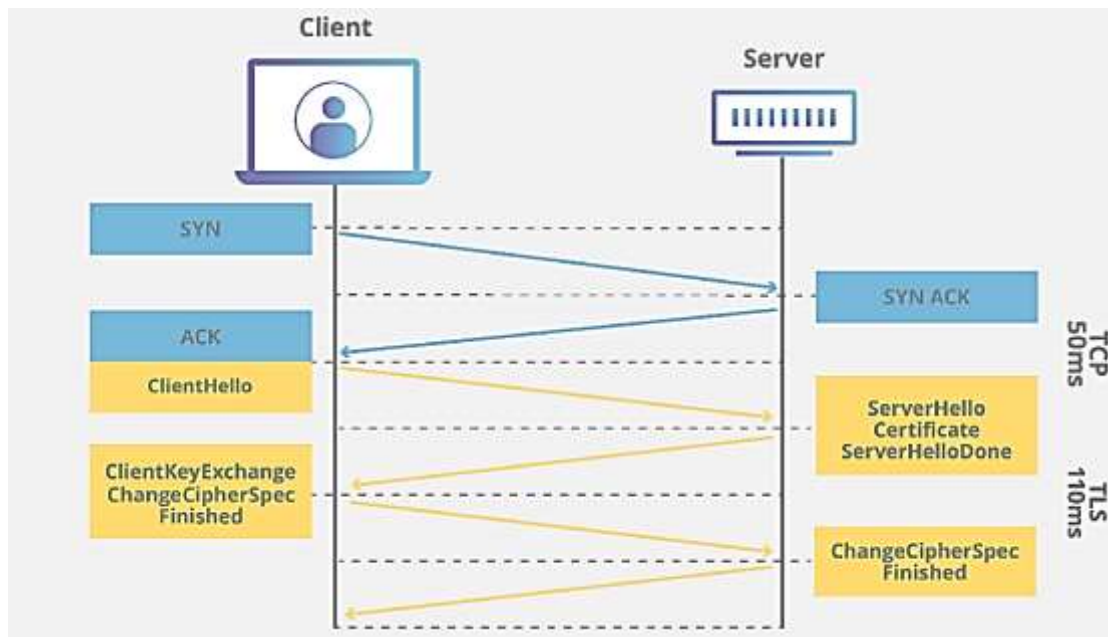 Client
Server
SYN
SYN ACK
ACK
ClientHello
TCP
50ms
ServerHello
Certificate
ServerHelloDone
ClientKeyExchange
ChangeCipherSpec
Finished
TLS
110ms
ChangeCipherSpec
Finished